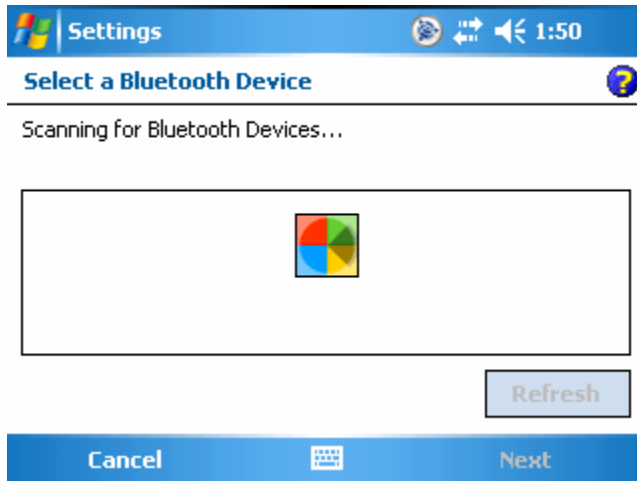 Settings 1:50
Select a Bluetooth Device ?
Scanning for Bluetooth Devices...
Refresh
Cancel Next